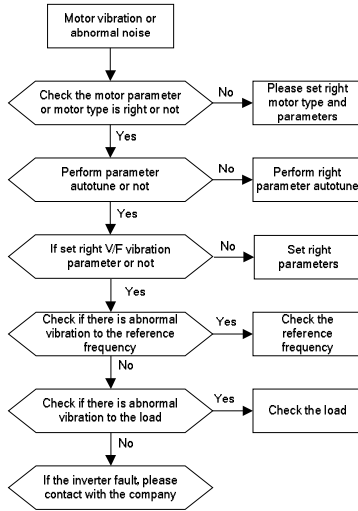 Motor vibration or
abnormal noise
Check the motor parameter
or motor type is right or not
No
Please set right
motor type and
parameters
Yes
Perform parameter
autotune or not
No
Perform right
parameter autotune
Yes
If set right V/F vibration
parameter or not
No
Set right
parameters
Yes
Check if there is abnormal
vibration to the reference
frequency
Yes
Check the
reference
frequency
No
Check if there is abnormal
vibration to the load
Yes
Check the load
No
If the inverter fault, please
contact with the company